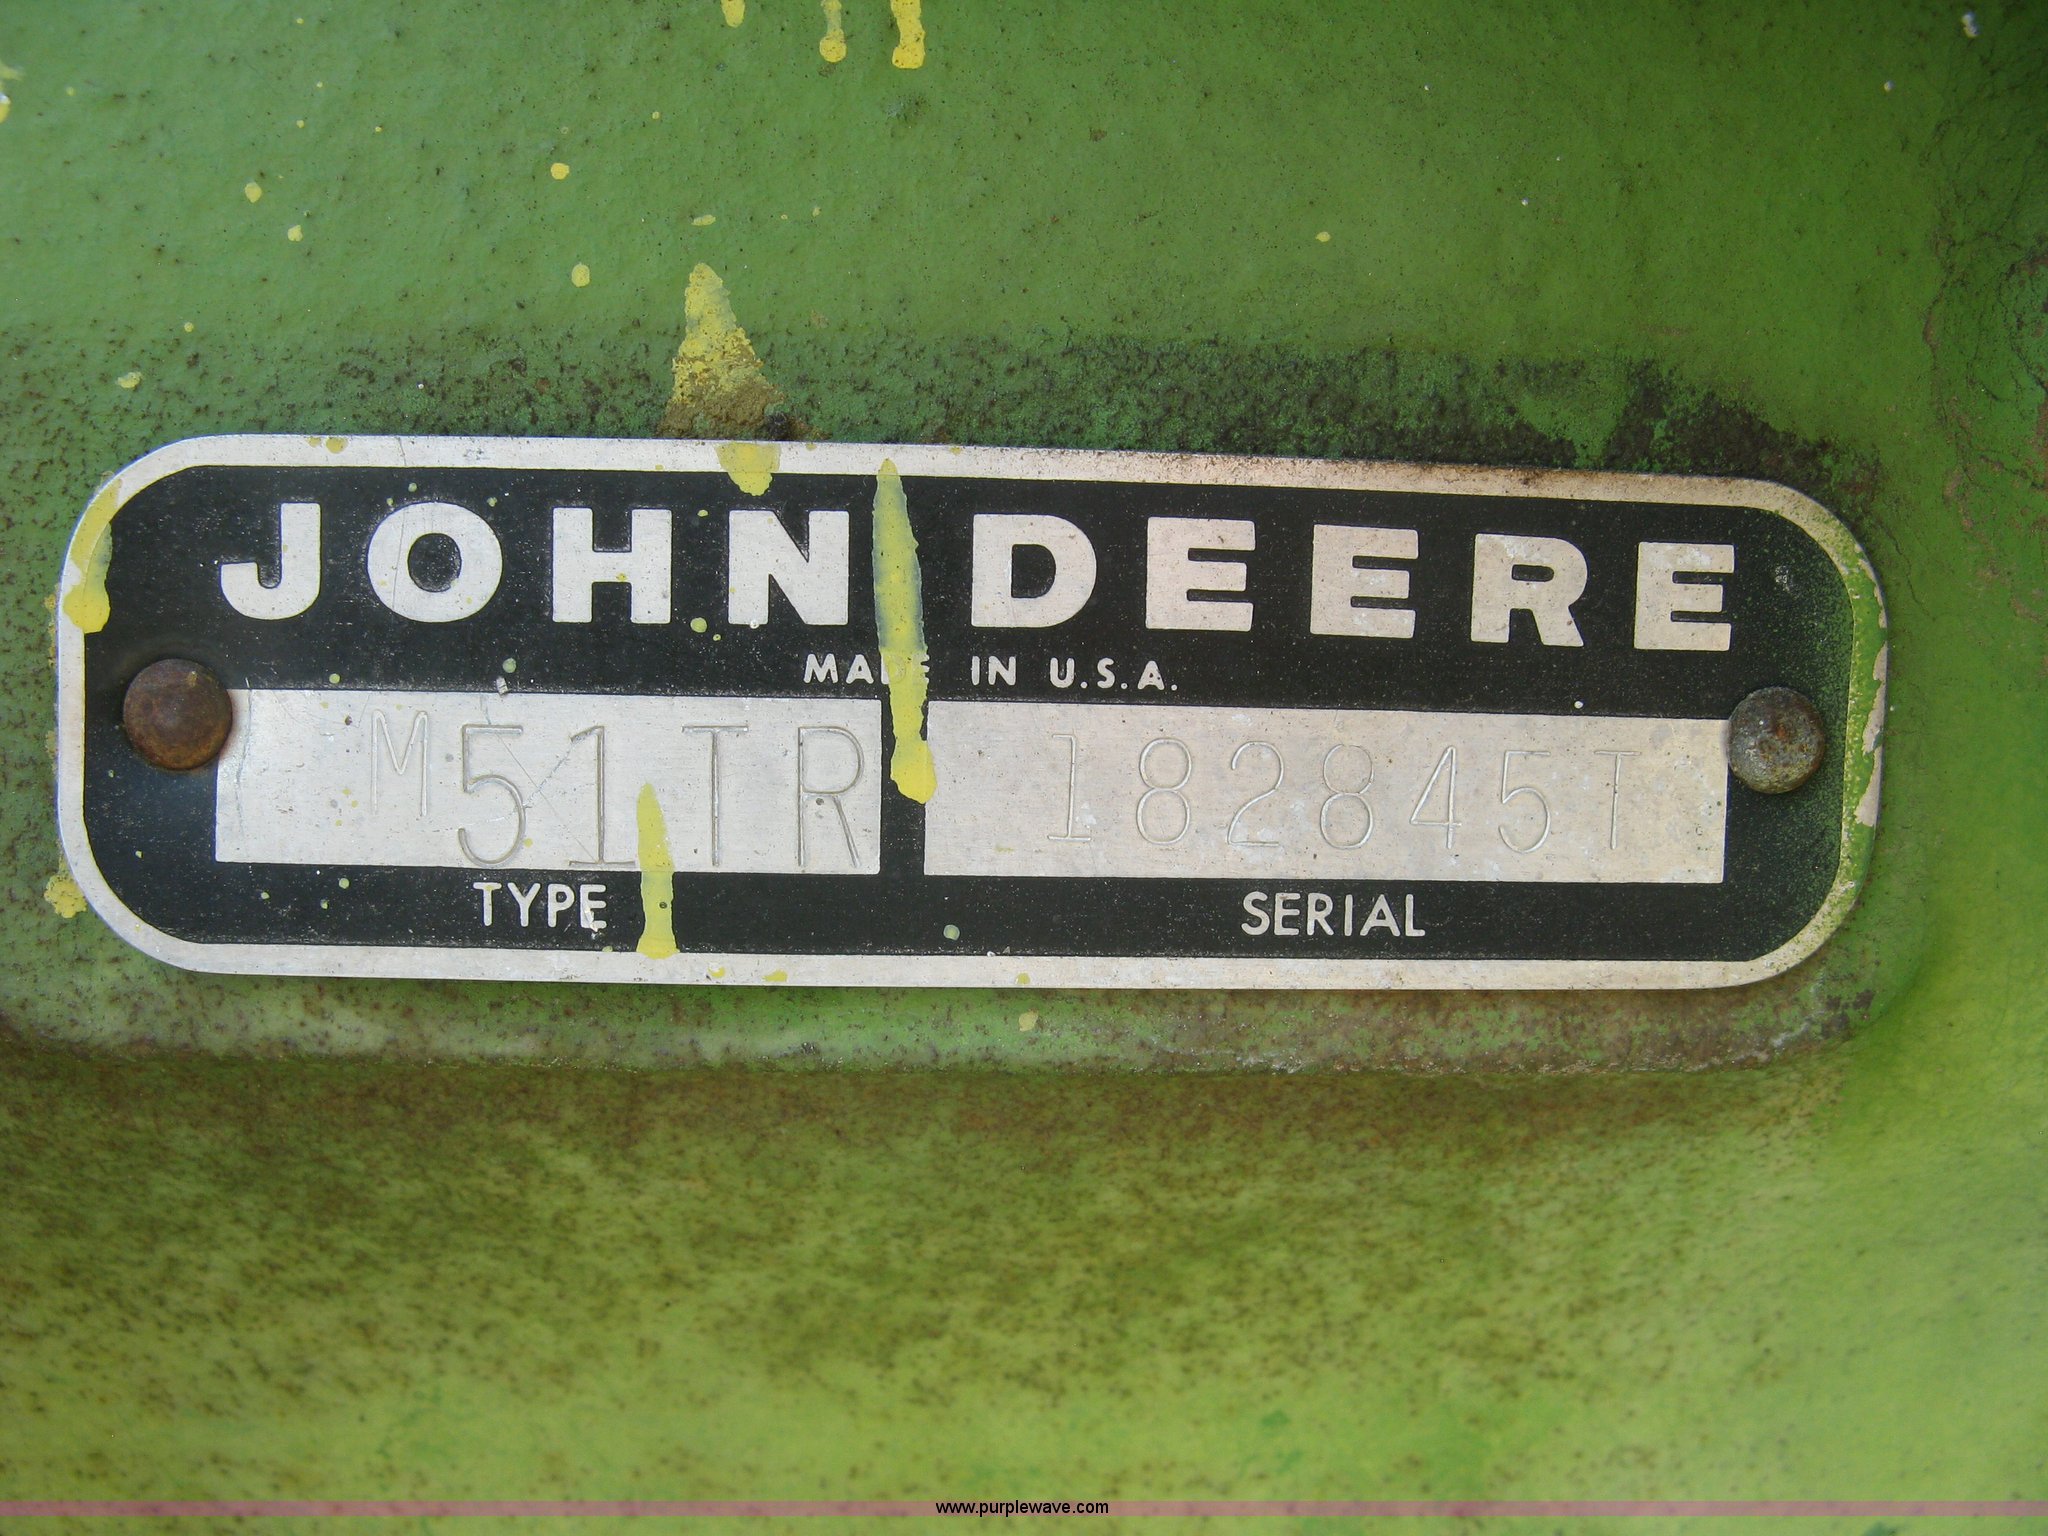 JOHN DEERE
MADE IN U.S.A.
M51TR 182845T
TYPE SERIAL
www.purplewave.com